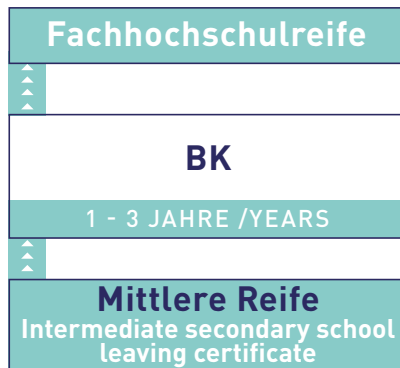 Fachhochschulreife
BK
1 - 3 JAHRE /YEARS
Mittlere Reife
Intermediate secondary school
leaving certificate